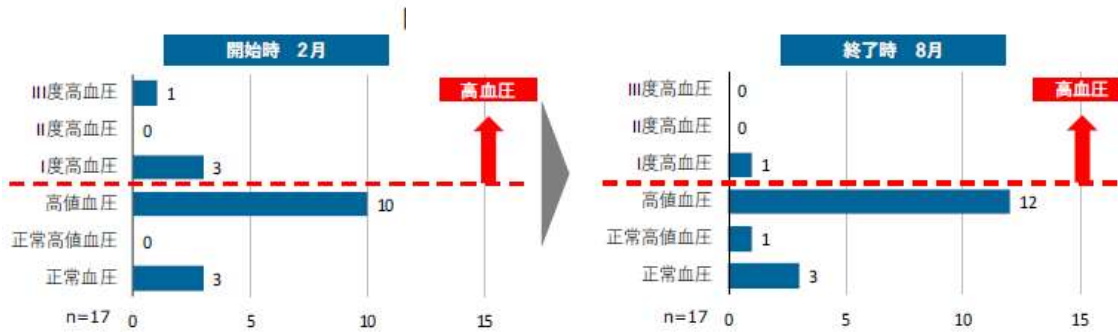 開始時 2月
III度高血圧 1
II度高血圧 0
I度高血圧 3
高値血圧 10
正常高値血圧 0
正常血圧 3
n=17 0 5 10 15
高血圧
終了時 8月
III度高血圧 0
II度高血圧 0
I度高血圧 1
高値血圧 12
正常高値血圧 1
正常血圧 3
n=17 0 5 10 15
高血圧